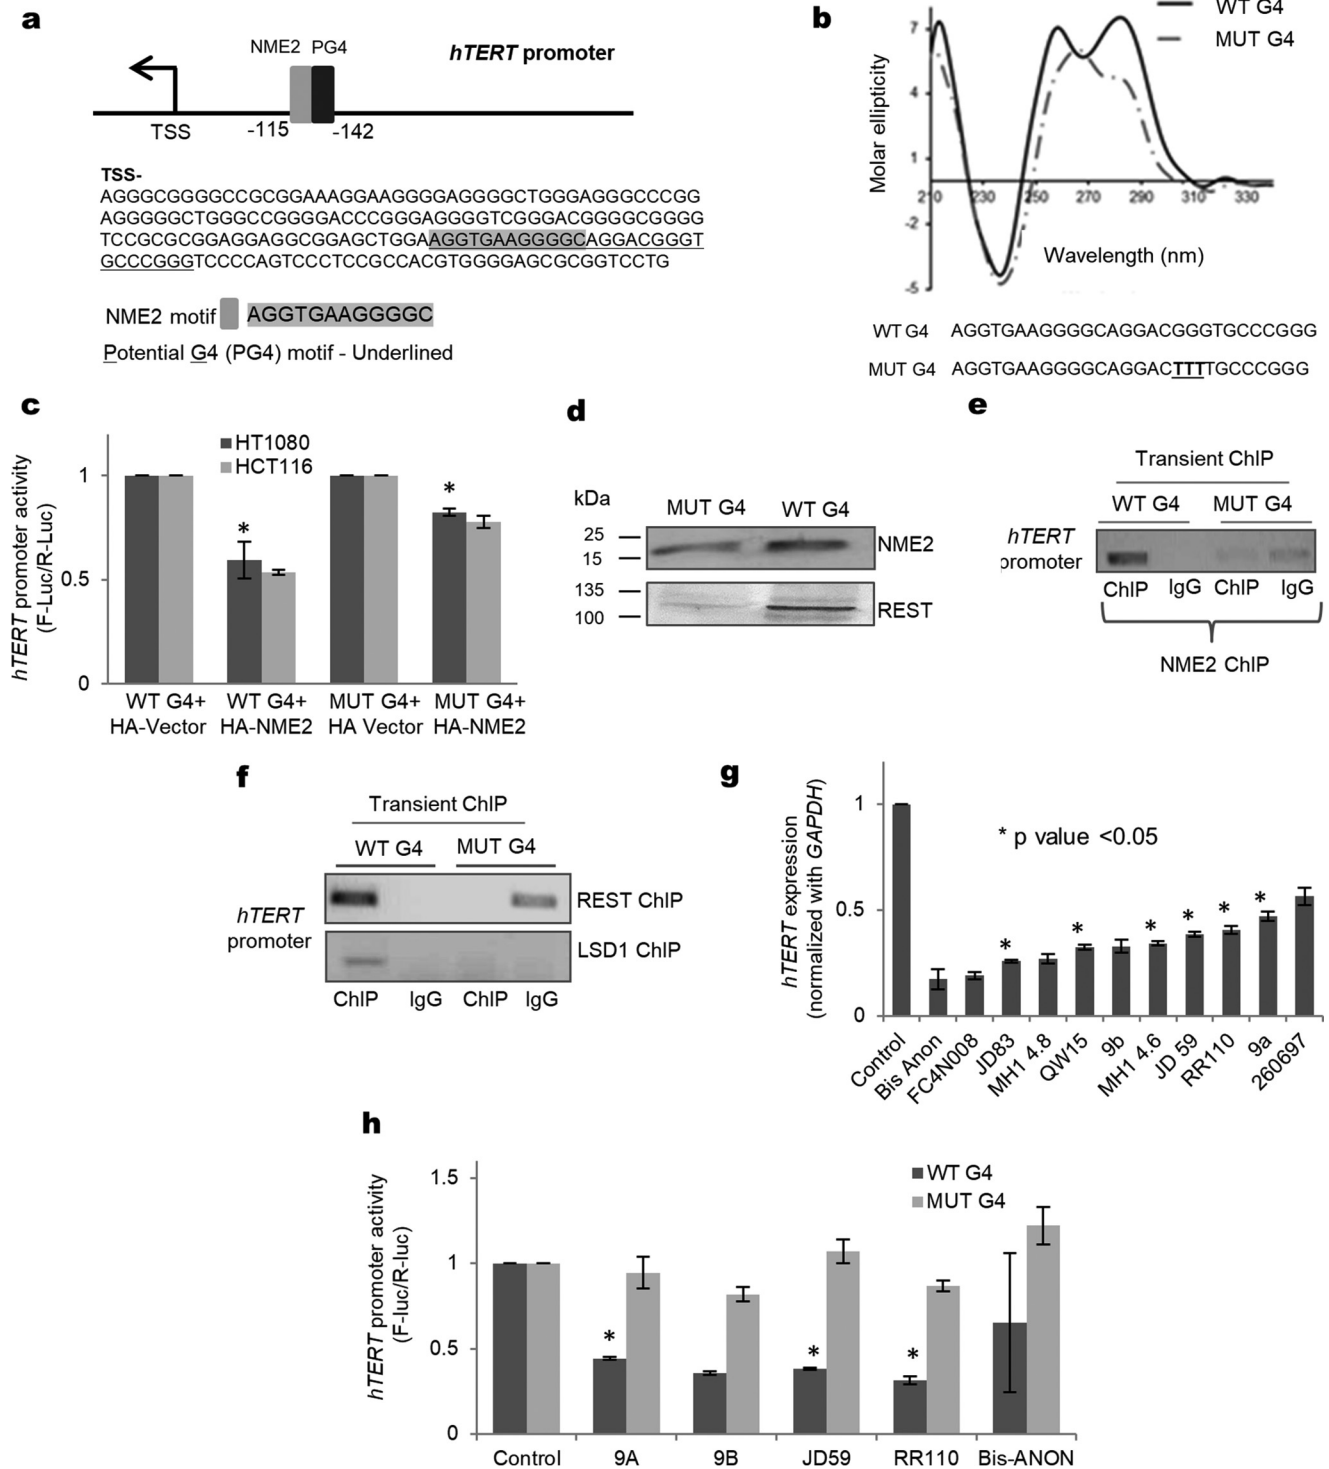 a
NME2 PG4
hTERT promoter
TSS
-115
-142
TSS-
AGGGCGGGGCCGCGGAAAGGAAGGGGAGGGGCTGGGAGGGCCCGG
AGGGGGCTGGGCCGGGGACCCGGGAGGGGTCGGGACGGGGCGGGG
TCCGCGCGGAGGAGGCGGAGCTGGAAGGTGAAGGGGCAGGACGGGT
GCCCGGGTCCCCAGTCCCTCCGCCACGTGGGGAGCGCGGTCCTG
NME2 motif AGGTGAAGGGGC
Potential G4 (PG4) motif - Underlined
b
WT G4
MUT G4
Molar ellipticity
7
4
1
-2
-5
210 230 250 270 290 310 330
Wavelength (nm)
WT G4 AGGTGAAGGGGCAGGACGGGTGCCCGGG
MUT G4 AGGTGAAGGGGCAGGACTTTTGCCCGGG
c
hTERT promoter activity
(F-Luc/R-Luc)
HT1080
HCT116
1
0.5
0
*
*
WT G4+
HA-Vector
WT G4+
HA-NME2
MUT G4+
HA Vector
MUT G4+
HA-NME2
d
kDa
MUT G4 WT G4
25
15
NME2
135
100
REST
e
Transient ChIP
WT G4 MUT G4
hTERT
promoter
ChIP IgG ChIP IgG
NME2 ChIP
f
Transient ChIP
WT G4 MUT G4
hTERT
promoter
REST ChIP
LSD1 ChIP
ChIP IgG ChIP IgG
g
hTERT expression
(normalized with GAPDH)
* p value <0.05
1
0.5
0
* * * * * *
Control
Bis Anon
FC4N008
JD83
MH1 4.8
QW15
9b
MH1 4.6
JD 59
RR110
9a
260697
h
hTERT promoter activity
(F-luc/R-luc)
WT G4
MUT G4
1.5
1
0.5
0
* * *
Control 9A 9B JD59 RR110 Bis-ANON